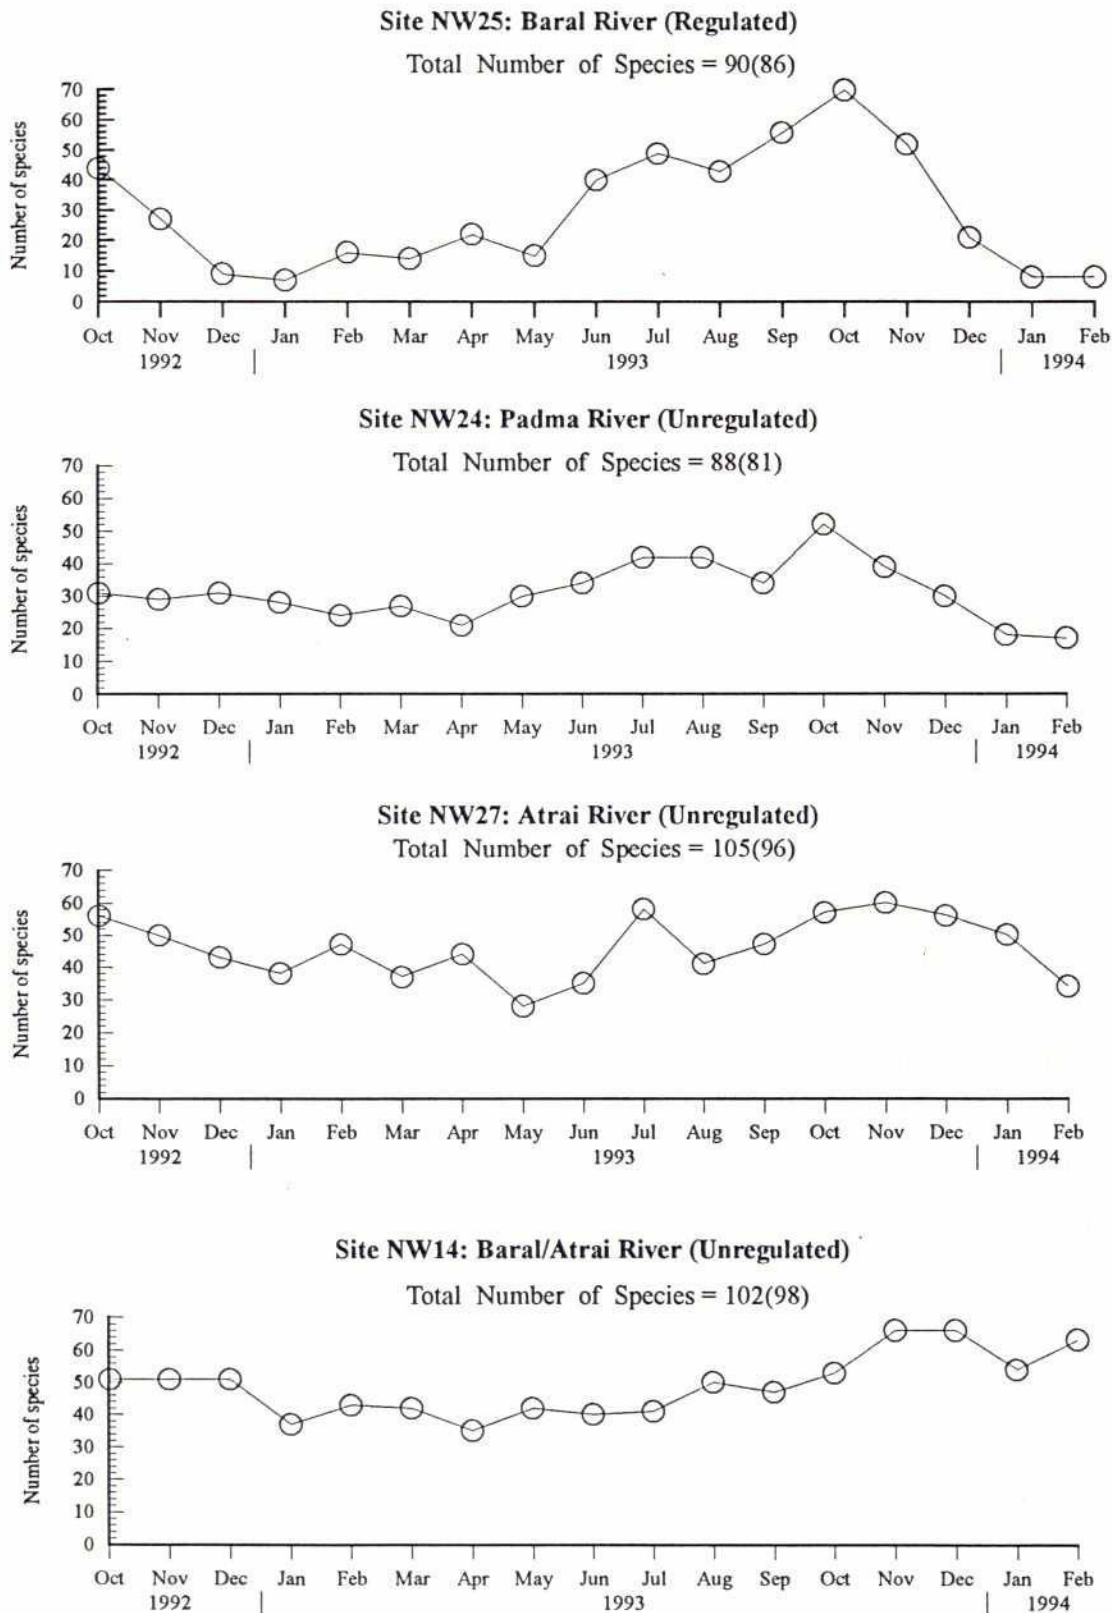 Site NW25: Baral River (Regulated)
Total Number of Species = 90(86)
Number of species
70
60
50
40
30
20
10
0
Oct Nov Dec Jan Feb Mar Apr May Jun Jul Aug Sep Oct Nov Dec Jan Feb
1992 | 1993 | 1994
Site NW24: Padma River (Unregulated)
Total Number of Species = 88(81)
Number of species
70
60
50
40
30
20
10
0
Oct Nov Dec Jan Feb Mar Apr May Jun Jul Aug Sep Oct Nov Dec Jan Feb
1992 | 1993 | 1994
Site NW27: Atrai River (Unregulated)
Total Number of Species = 105(96)
Number of species
70
60
50
40
30
20
10
0
Oct Nov Dec Jan Feb Mar Apr May Jun Jul Aug Sep Oct Nov Dec Jan Feb
1992 | 1993 | 1994
Site NW14: Baral/Atrai River (Unregulated)
Total Number of Species = 102(98)
Number of species
70
60
50
40
30
20
10
0
Oct Nov Dec Jan Feb Mar Apr May Jun Jul Aug Sep Oct Nov Dec Jan Feb
1992 | 1993 | 1994